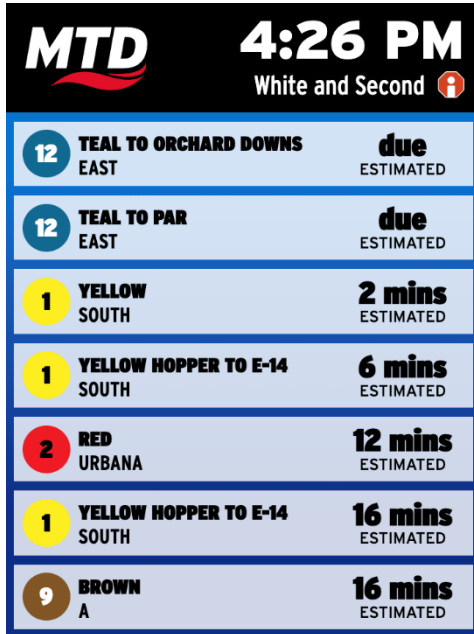 MTD
4:26 PM
White and Second i
12 TEAL TO ORCHARD DOWNS due
EAST ESTIMATED
12 TEAL TO PAR due
EAST ESTIMATED
1 YELLOW 2 mins
SOUTH ESTIMATED
1 YELLOW HOPPER TO E-14 6 mins
SOUTH ESTIMATED
2 RED 12 mins
URBANA ESTIMATED
1 YELLOW HOPPER TO E-14 16 mins
SOUTH ESTIMATED
9 BROWN 16 mins
A ESTIMATED